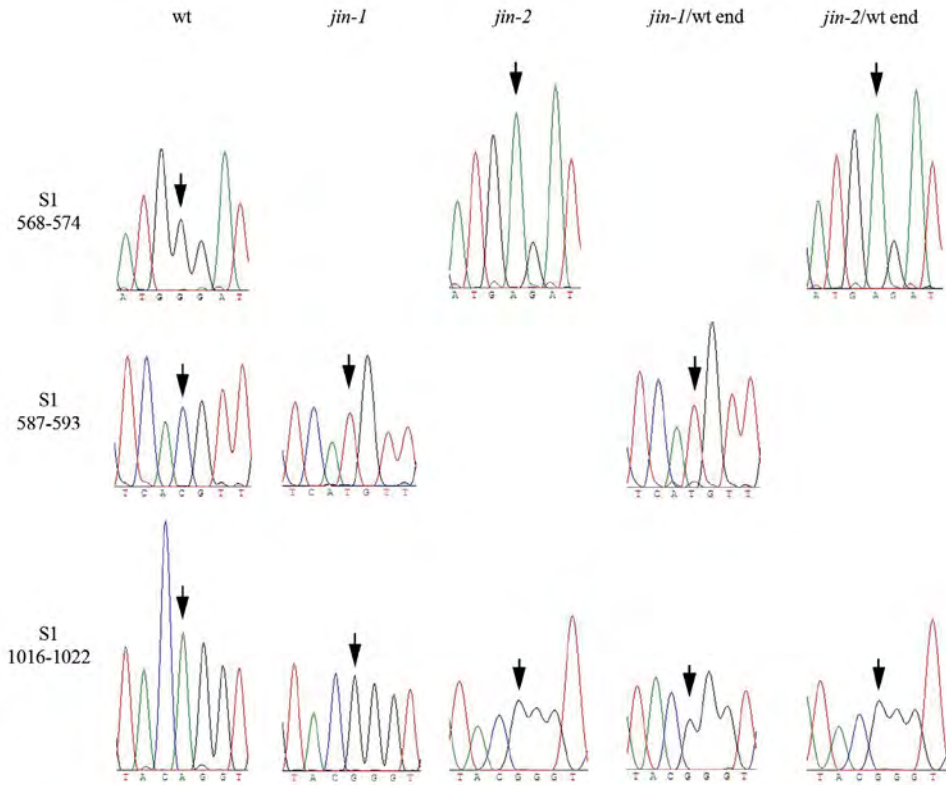 wt jin-1 jin-2 jin-1/wt end jin-2/wt end
S1
568-574
A T G G G A T
A T G A G A T
A T G A G A T
S1
587-593
T C A C G T T
T C A T G T T
T C A T G T T
S1
1016-1022
T A C A G G T
T A C G G G T
T A C G G G T
T A C G G G T
T A C G G G T